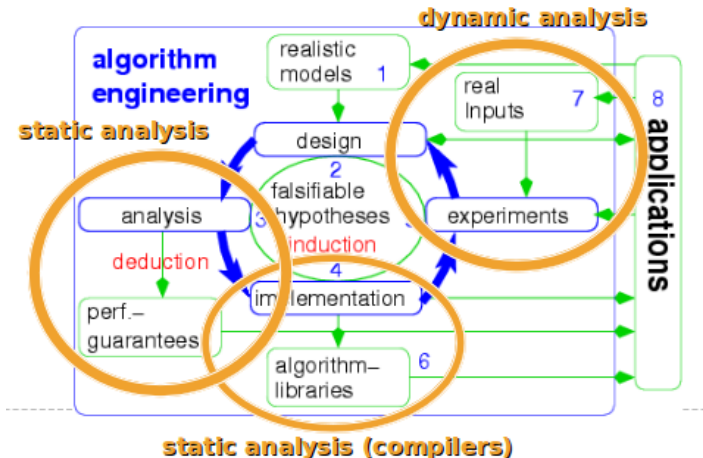 dynamic analysis
algorithm
engineering
realistic
models 1
real
Inputs 7
8
applications
static analysis
design
2
falsifiable
hypotheses
induction
3
analysis
experiments
deduction
4
implementation
perf.–
guarantees
algorithm–
libraries
6
static analysis (compilers)